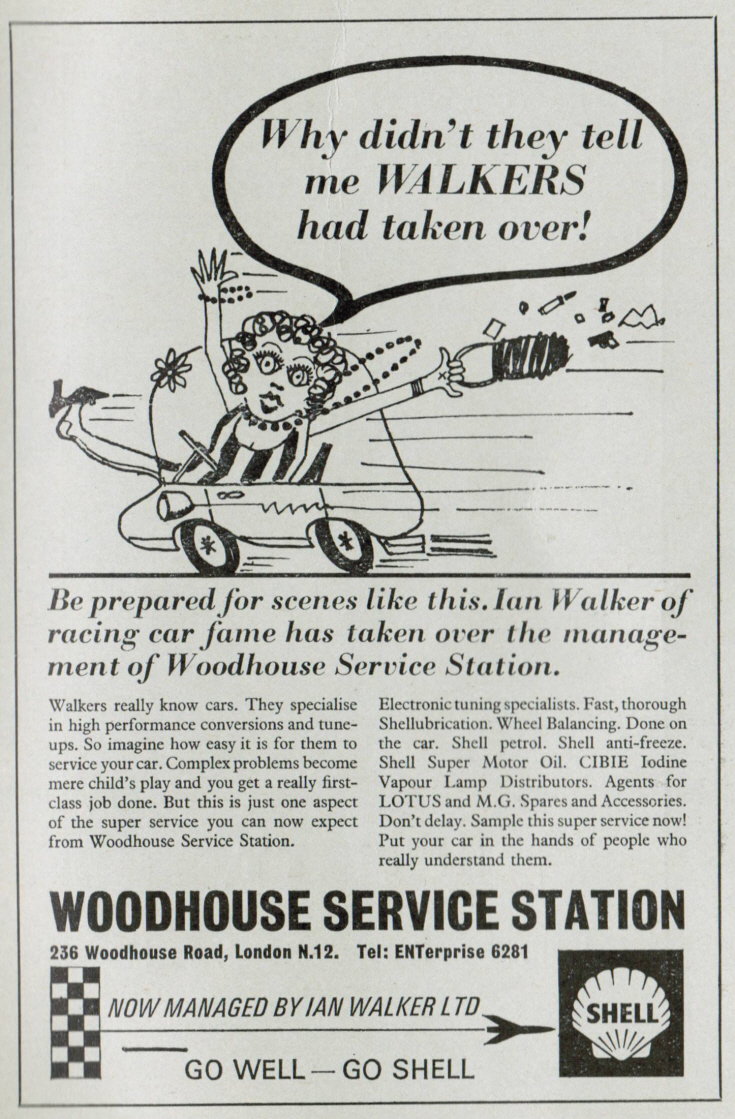 Why didn't they tell
me WALKERS
had taken over!
Be prepared for scenes like this. Ian Walker of
racing car fame has taken over the manage-
ment of Woodhouse Service Station.
Walkers really know cars. They specialise
in high performance conversions and tune-
ups. So imagine how easy it is for them to
service your car. Complex problems become
mere child's play and you get a really first-
class job done. But this is just one aspect
of the super service you can now expect
from Woodhouse Service Station.
Electronic tuning specialists. Fast, thorough
Shellubrication. Wheel Balancing. Done on
the car. Shell petrol. Shell anti-freeze.
Shell Super Motor Oil. CIBIE Iodine
Vapour Lamp Distributors. Agents for
LOTUS and M.G. Spares and Accessories.
Don't delay. Sample this super service now!
Put your car in the hands of people who
really understand them.
WOODHOUSE SERVICE STATION
236 Woodhouse Road, London N.12. Tel: ENTerprise 6281
NOW MANAGED BY IAN WALKER LTD
SHELL
GO WELL — GO SHELL